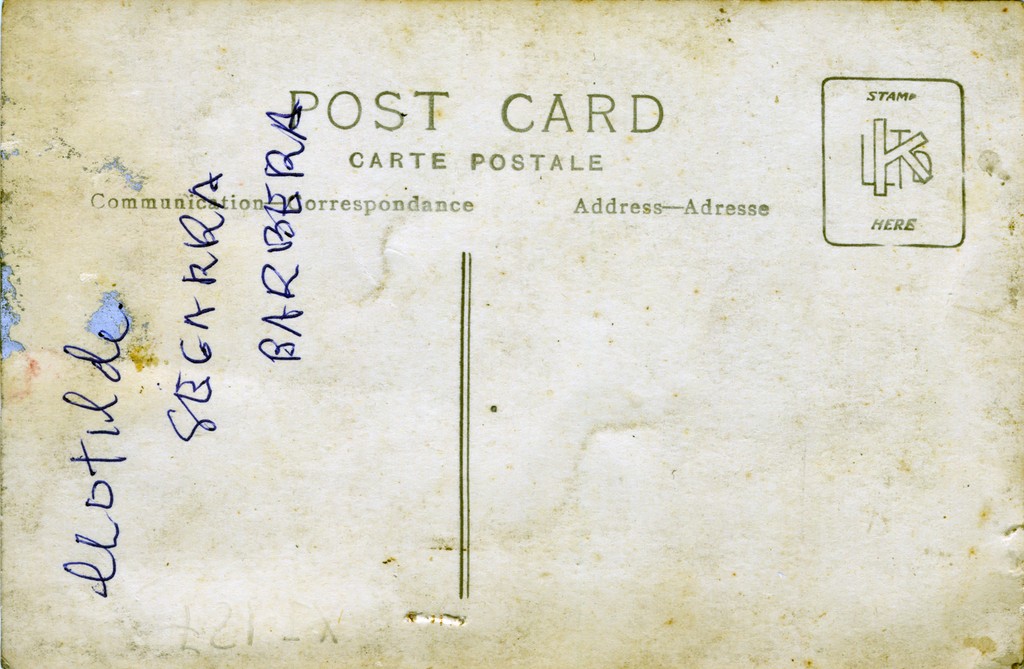 POST CARD
CARTE POSTALE
Communication—Correspondance
Address—Adresse
STAMP
HERE
Clotilde
SEGARRA
BARBERA